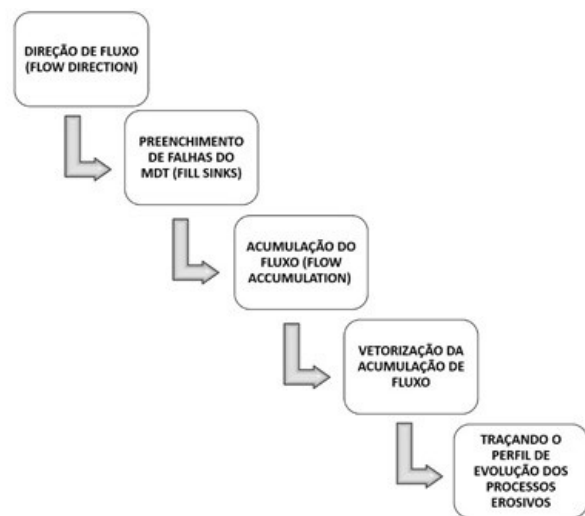 DIREÇÃO DE FLUXO
(FLOW DIRECTION)
PREENCHIMENTO
DE FALHAS DO
MDT (FILL SINKS)
ACUMULAÇÃO DO
FLUXO (FLOW
ACCUMULATION)
VETORIZAÇÃO DA
ACUMULAÇÃO DE
FLUXO
TRAÇANDO O
PERFIL DE
EVOLUÇÃO DOS
PROCESSOS
EROSIVOS